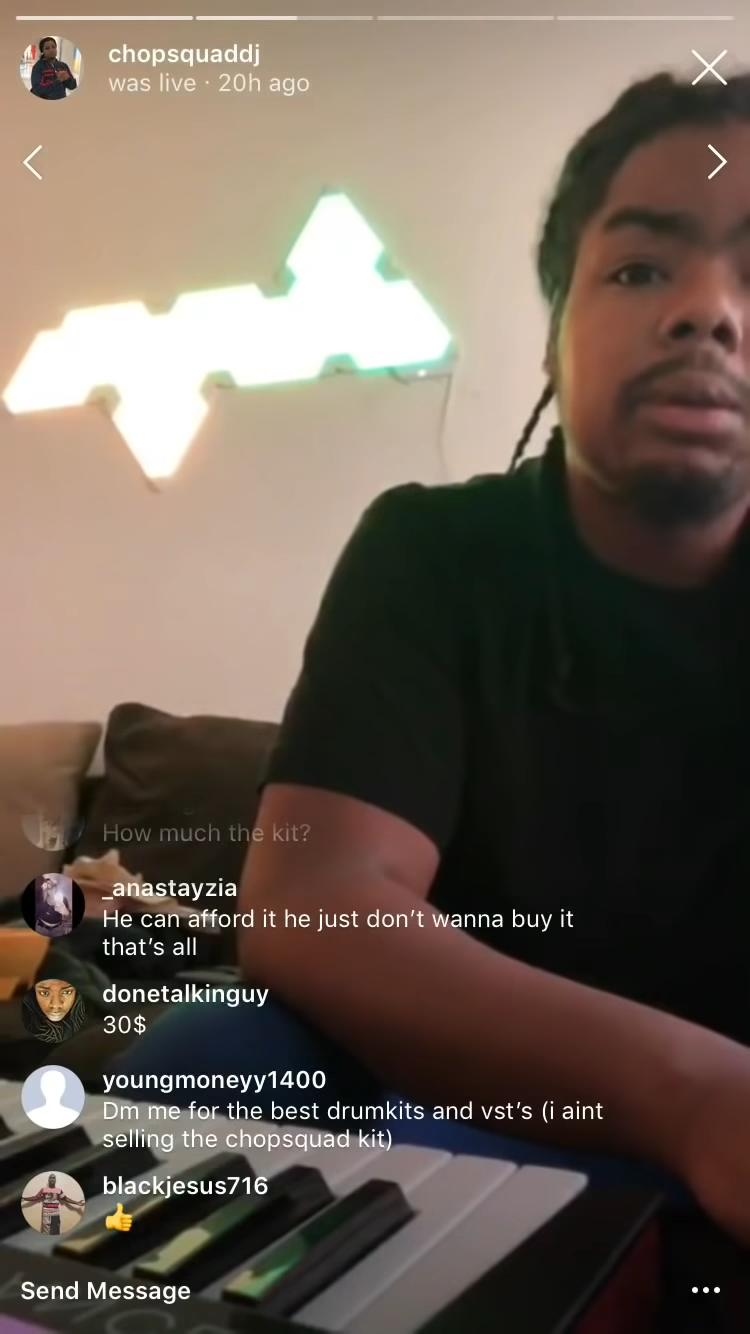 chopsquaddj
was live · 20h ago
How much the kit?
_anastayzia
He can afford it he just don’t wanna buy it
that’s all
donetalkinguy
30$
youngmoneyy1400
Dm me for the best drumkits and vst’s (i aint
selling the chopsquad kit)
blackjesus716
👍
Send Message